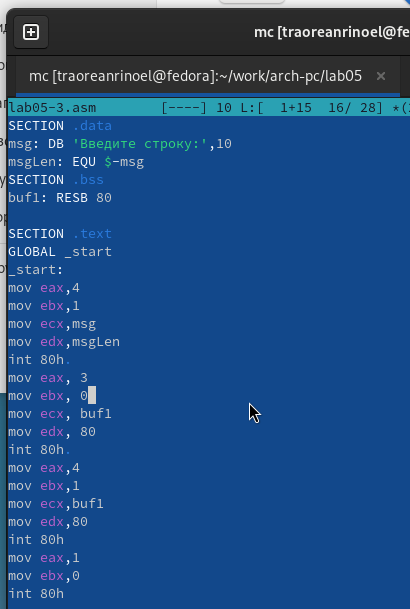 mc [traoreanrinoel@fe
mc [traoreanrinoel@fedora]:~/work/arch-pc/lab05 ×
lab05-3.asm [----] 10 L:[ 1+15 16/ 28] *(
SECTION .data
msg: DB 'Введите строку:',10
msgLen: EQU $-msg
SECTION .bss
buf1: RESB 80
SECTION .text
GLOBAL _start
_start:
mov eax,4
mov ebx,1
mov ecx,msg
mov edx,msgLen
int 80h.
mov eax, 3
mov ebx, 0
mov ecx, buf1
mov edx, 80
int 80h.
mov eax,4
mov ebx,1
mov ecx,buf1
mov edx,80
int 80h
mov eax,1
mov ebx,0
int 80h